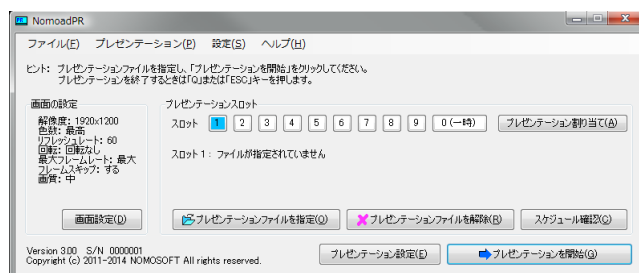 NomoadPR
ファイル(F) プレゼンテーション(P) 設定(S) ヘルプ(H)
ヒント: プレゼンテーションファイルを指定し、「プレゼンテーションを開始」をクリックしてください。
プレゼンテーションを終了するときは「Q」または「ESC」キーを押します。
画面の設定
解像度: 1920x1200
色数: 最高
リフレッシュレート: 60
回転: 回転なし
最大フレームレート: 最大
フレームスキップ: する
画質: 中
画面設定(D)
プレゼンテーションスロット
スロット 1 2 3 4 5 6 7 8 9 0(一時) プレゼンテーション割り当て(A)
スロット1: ファイルが指定されていません
プレゼンテーションファイルを指定(O) プレゼンテーションファイルを解除(R) スケジュール確認(C)
Version 3.00 S/N 0000001
Copyright (c) 2011-2014 NOMOSOFT All rights reserved.
プレゼンテーション設定(E) プレゼンテーションを開始(G)